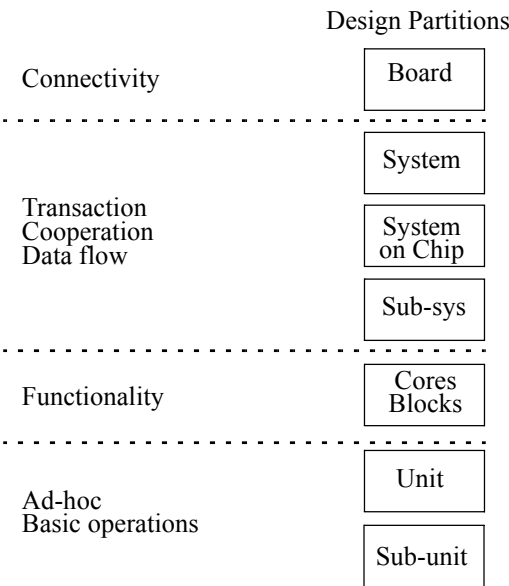 Design Partitions
Connectivity
Board
Transaction
Cooperation
Data flow
System
System
on Chip
Sub-sys
Functionality
Cores
Blocks
Ad-hoc
Basic operations
Unit
Sub-unit